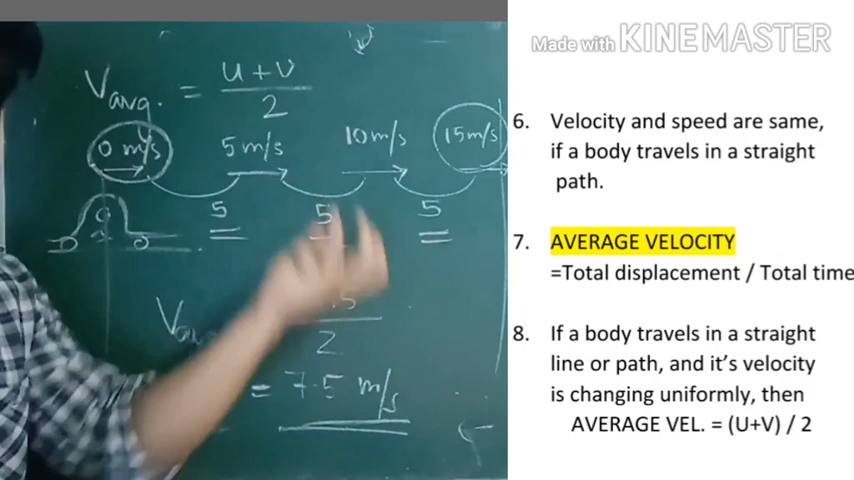 Vavg. = u+v
2
0 m/s 5 m/s 10 m/s 15 m/s
5 5 5
2
= 7.5 m/s
Made with KINEMASTER
6. Velocity and speed are same,
if a body travels in a straight
path.
7. AVERAGE VELOCITY
=Total displacement / Total time
8. If a body travels in a straight
line or path, and it's velocity
is changing uniformly, then
AVERAGE VEL. = (U+V) / 2